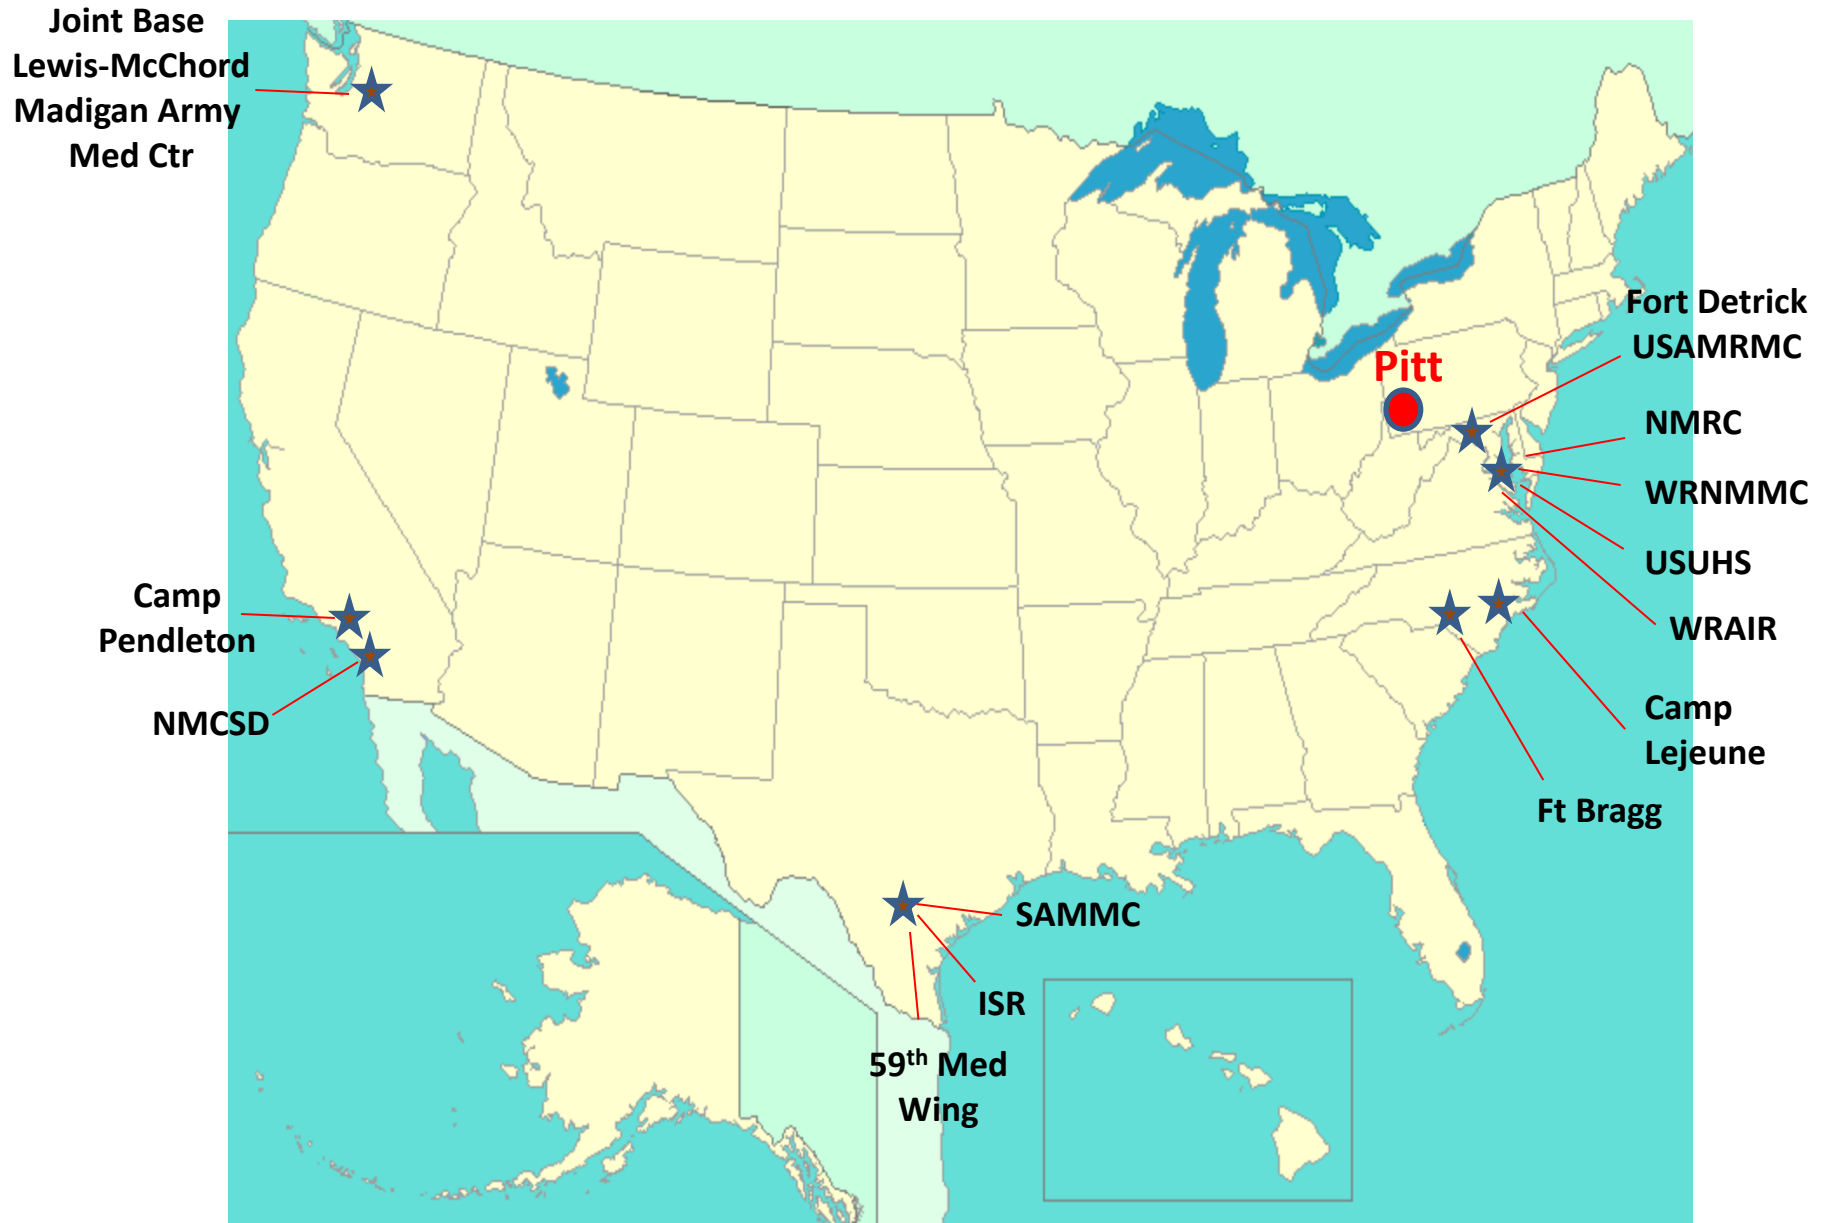 Joint Base
Lewis-McChord
Madigan Army
Med Ctr
Fort Detrick
USAMRMC
Pitt
NMRC
WRNMMC
USUHS
WRAIR
Camp
Pendleton
NMCSD
Camp
Lejeune
Ft Bragg
SAMMC
ISR
59th Med
Wing